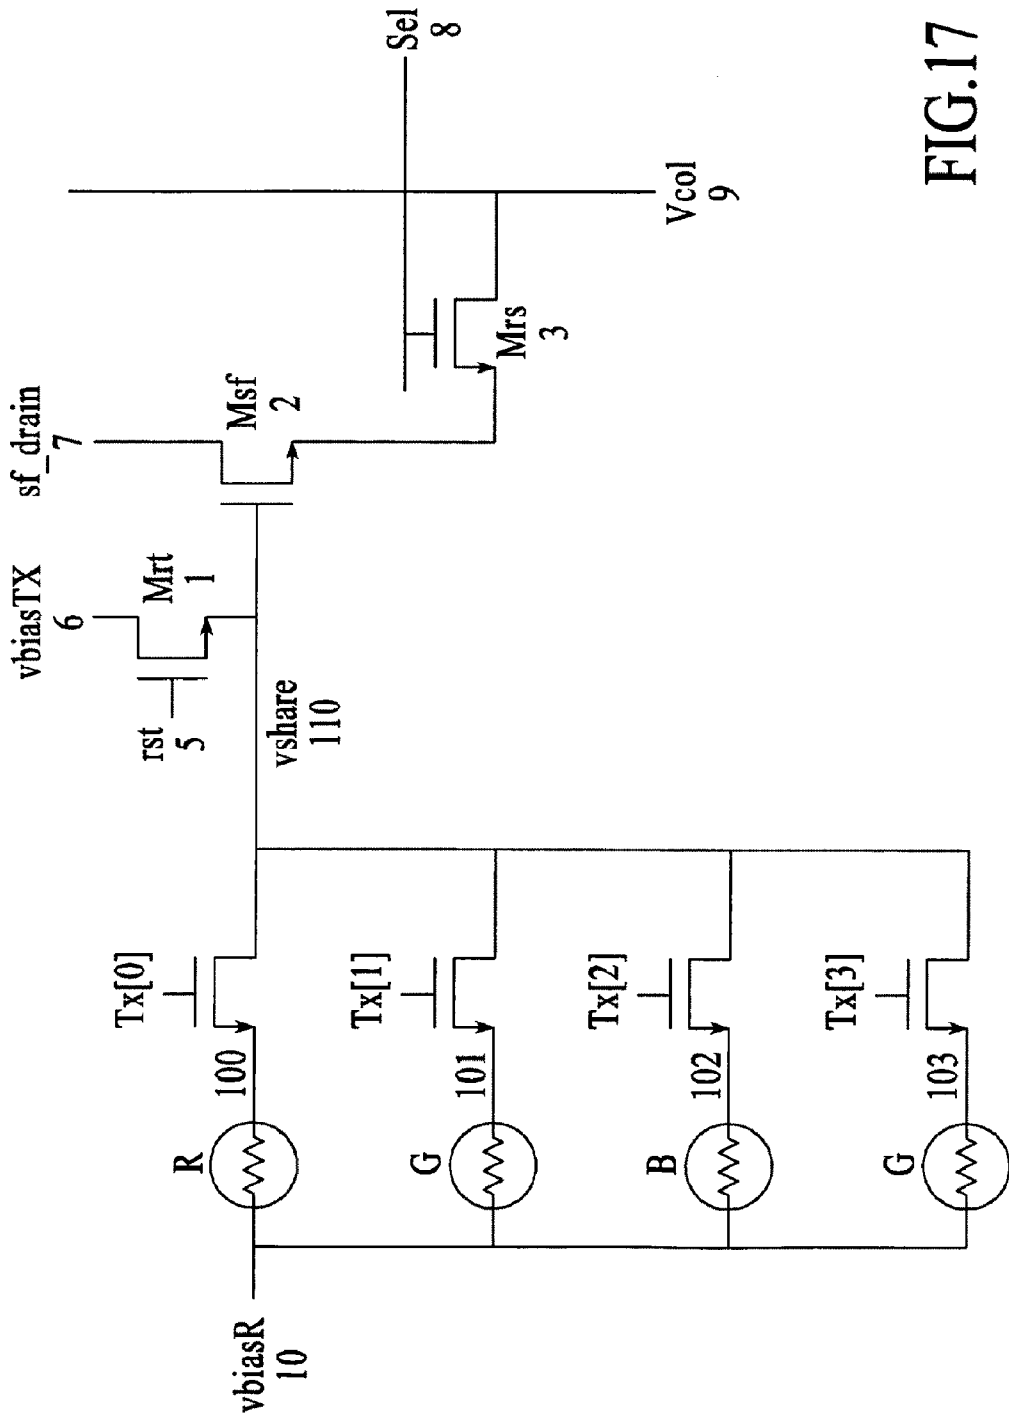 vbiasR
10
R
100
Tx[0]
G
101
Tx[1]
B
102
Tx[2]
G
103
Tx[3]
vshare
110
rst
5
vbiasTX
6
Mrt
1
sf_drain
7
Msf
2
Mrs
3
Sel
8
Vcol
9
FIG.17